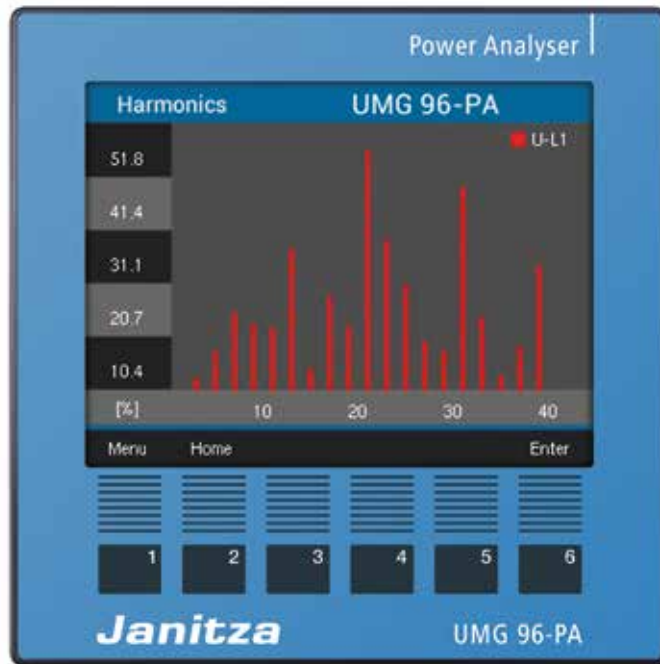 Power Analyser
Harmonics UMG 96-PA
U-L1
51.8
41.4
31.1
20.7
10.4
[%] 10 20 30 40
Menu Home Enter
1 2 3 4 5 6
Janitza UMG 96-PA